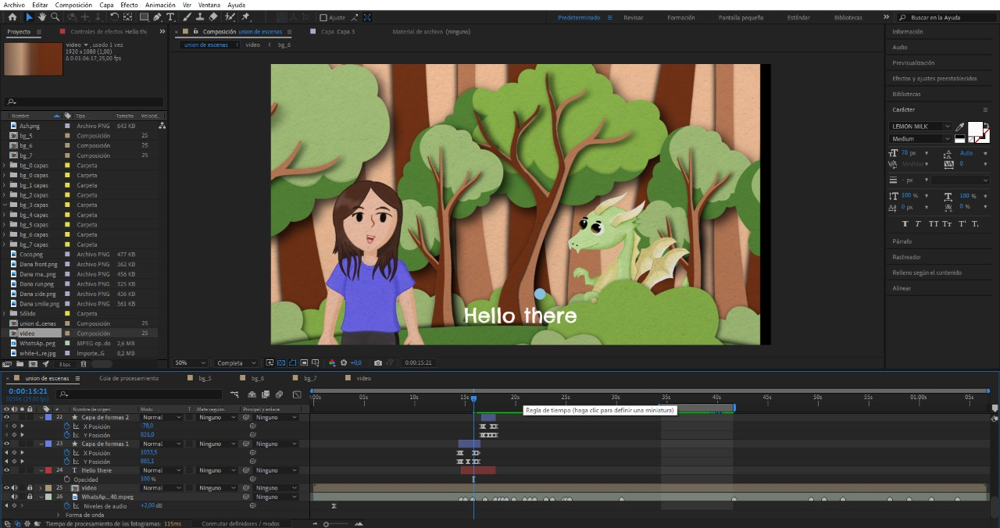 Archivo Editar Composición Capa Efecto Animación Ver Ventana Ayuda
Ajuste Predeterminado Revisar Formación Pantalla pequeña Estándar Bibliotecas Buscar en la Ayuda
Proyecto Controles de efectos Hello thı
Composición union de escenas Capa Capa 3 Material de archivo (ninguno)
union de escenas video bg_6
video , usado 1 vez
1920 x 1080 (1,00)
Δ 0:01:06:17, 25,00 fps
Nombre Tipo Tamaño Velocid..
Ash.png Archivo PNG 643 KB
bg_5 Composición 25
bg_6 Composición 25
bg_7 Composición 25
bg_0 capas Carpeta
bg_0 capas Carpeta
bg_1 capas Carpeta
bg_2 capas Carpeta
bg_3 capas Carpeta
bg_4 capas Carpeta
bg_5 capas Carpeta
bg_6 capas Carpeta
bg_7 capas Carpeta
Coco.png Archivo PNG 477 KB
Dana front.png Archivo PNG 362 KB
Dana ma...png Archivo PNG 456 KB
Dana run.png Archivo PNG 325 KB
Dana side.png Archivo PNG 436 KB
Dana smile.png Archivo PNG 361 KB
Sólido Carpeta
union d...cenas Composición 25
video Composición 25
WhatsAp...peg MPEG op...do 2,6 MB
white-t...re.jpg Importe...G 8,2 MB
8 bpc
Hello there
50% Completa +0,0 0:00:15:21
Información
Audio
Previsualización
Efectos y ajustes preestablecidos
Bibliotecas
Carácter
LEMON MILK
Medium
78 px Auto
Medidas 0
- px
100 % 100 %
0 px 0 %
T T TT Tт T¹ T₁
Párrafo
Rastreador
Relleno según el contenido
Alinear
union de escenas Cola de procesamiento bg_5 bg_6 bg_7 video
0:00:15:21
00396 (25.00 fps)
:00s 15s 20s 25s 30s 35s 40s 45s 50s 55s 01:00s 05s
Regla de tiempo (haga clic para definir una miniatura)
# Nombre de origen Modo T Mate seguim. Principal y enlace
22 Capa de formas 2 Normal Ninguno Ninguno
X Posición -78,0
Y Posición 831,0
23 Capa de formas 1 Normal Ninguno Ninguno
X Posición 1033,5
Y Posición 885,1
24 T Hello there Normal Ninguno Ninguno
Opacidad 100 %
25 video Normal Ninguno Ninguno
26 WhatsAp...40.mpeg Ninguno
Niveles de audio +2,00 dB
Forma de onda
Tiempo de procesamiento de los fotogramas: 115ms Conmutar definidores / modos